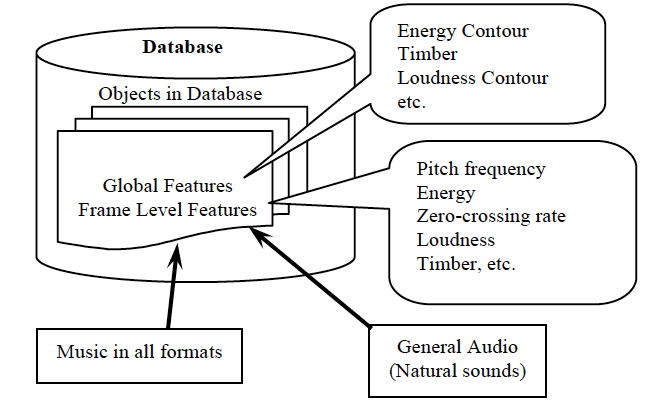 Database
Objects in Database
Global Features
Frame Level Features
Energy Contour
Timber
Loudness Contour
etc.
Pitch frequency
Energy
Zero-crossing rate
Loudness
Timber, etc.
Music in all formats
General Audio
(Natural sounds)